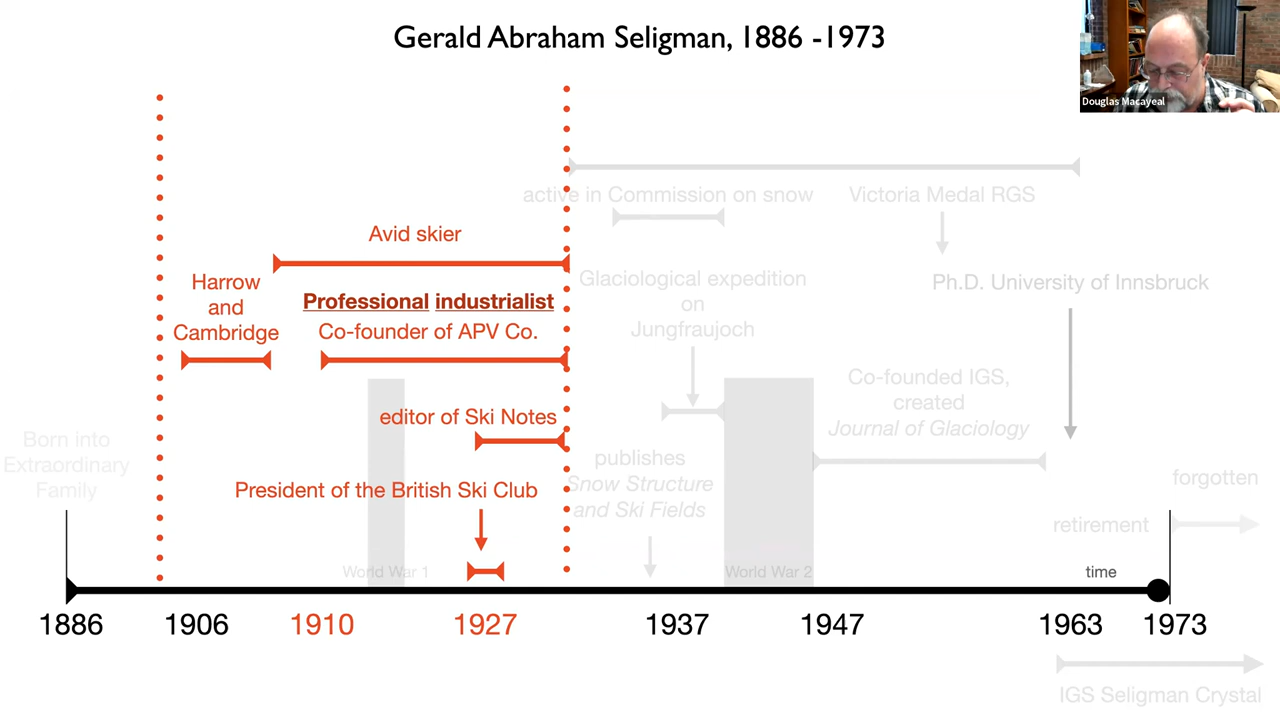 Gerald Abraham Seligman, 1886 -1973
Douglas Macayeal
active in Commission on snow
Victoria Medal RGS
Avid skier
Harrow
and
Cambridge
Professional industrialist
Co-founder of APV Co.
Glaciological expedition
on
Jungfraujoch
Ph.D. University of Innsbruck
editor of Ski Notes
Co-founded IGS,
created
Journal of Glaciology
Born into
Extraordinary
Family
President of the British Ski Club
publishes
Snow Structure
and Ski Fields
forgotten
retirement
World War 1
World War 2
time
1886
1906
1910
1927
1937
1947
1963
1973
IGS Seligman Crystal